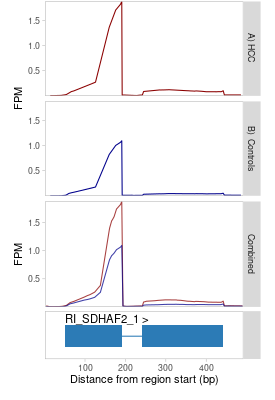 1.5
1.0
0.5
A) HCC
FPM
1.5
1.0
0.5
B) Controls
1.5
1.0
0.5
FPM
Combined
RI_SDHAF2_1 >
100 200 300 400
Distance from region start (bp)